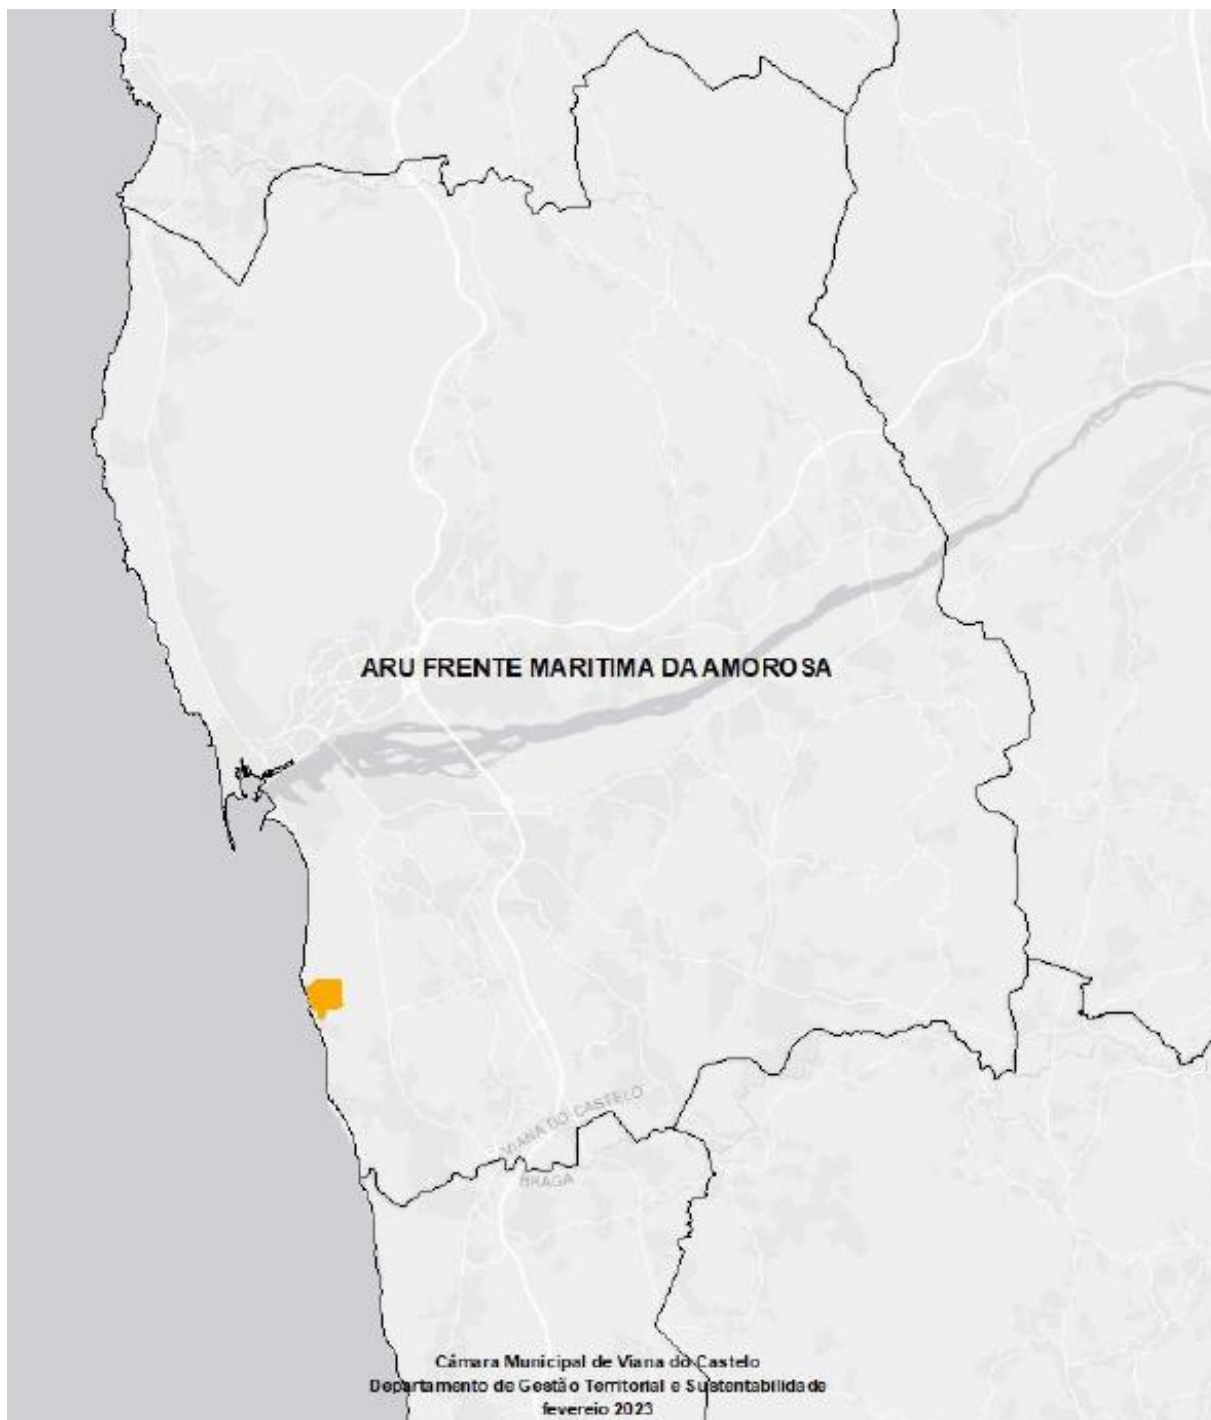 ARU FRENTE MARITIMA DA AMOROSA
VIANA DO CASTELO
BRAGA
Câmara Municipal de Viana do Castelo
Departamento de Gestão Territorial e Sustentabilidade
fevereio 2023